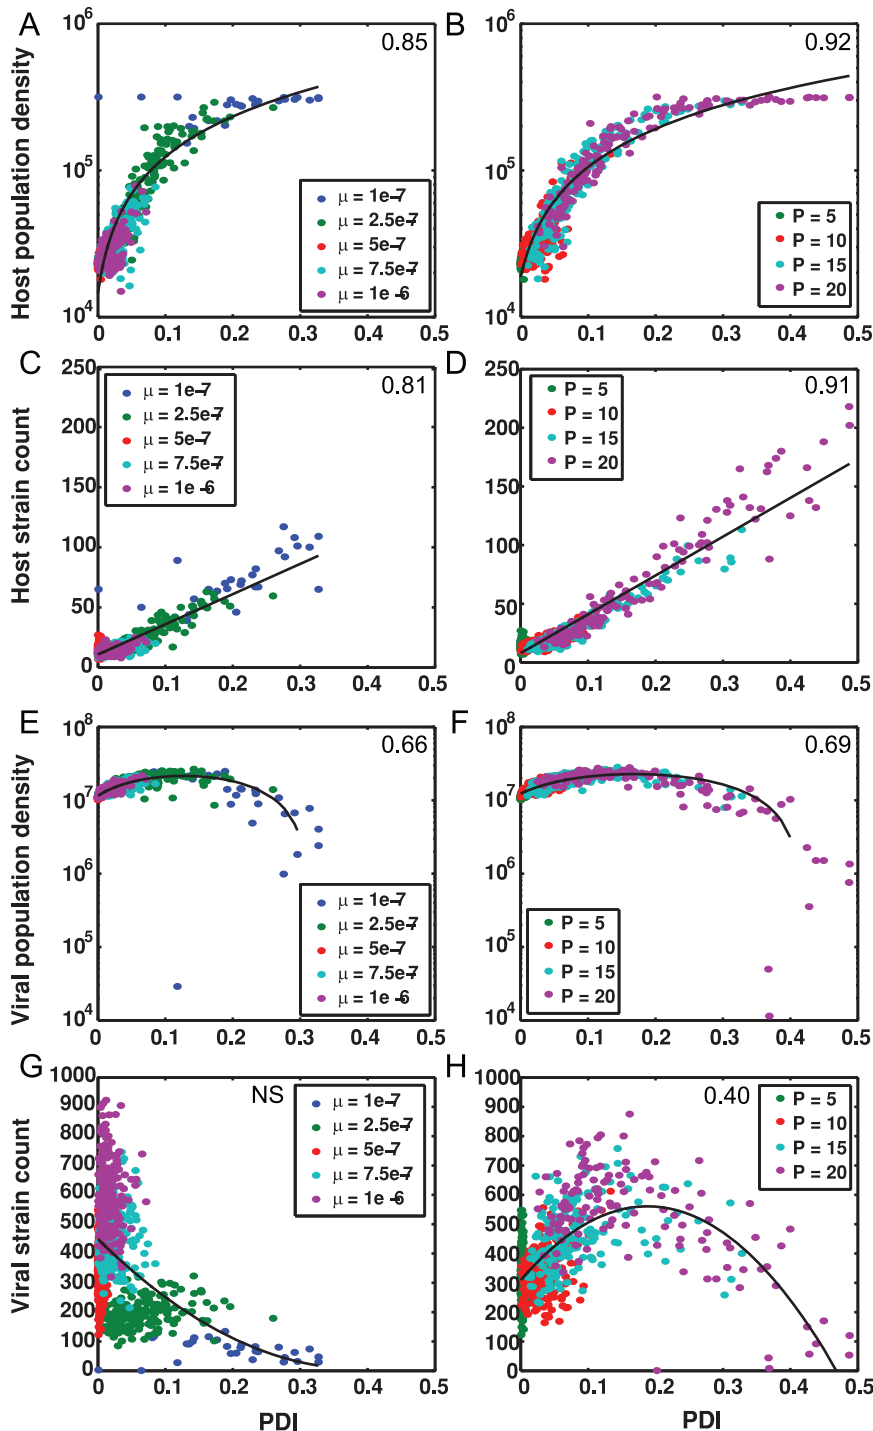 A
0.85
Host population density
10^6
10^5
10^4
μ = 1e-7
μ = 2.5e-7
μ = 5e-7
μ = 7.5e-7
μ = 1e-6
0 0.1 0.2 0.3 0.4 0.5
B
0.92
10^6
10^5
10^4
P = 5
P = 10
P = 15
P = 20
0 0.1 0.2 0.3 0.4 0.5
C
0.81
Host strain count
250
200
150
100
50
0
μ = 1e-7
μ = 2.5e-7
μ = 5e-7
μ = 7.5e-7
μ = 1e-6
0 0.1 0.2 0.3 0.4 0.5
D
0.91
250
200
150
100
50
0
P = 5
P = 10
P = 15
P = 20
0 0.1 0.2 0.3 0.4 0.5
E
0.66
Viral population density
10^8
10^7
10^6
10^5
10^4
μ = 1e-7
μ = 2.5e-7
μ = 5e-7
μ = 7.5e-7
μ = 1e-6
0 0.1 0.2 0.3 0.4 0.5
F
0.69
10^8
10^7
10^6
10^5
10^4
P = 5
P = 10
P = 15
P = 20
0 0.1 0.2 0.3 0.4 0.5
G
NS
Viral strain count
1000
900
800
700
600
500
400
300
200
100
0
μ = 1e-7
μ = 2.5e-7
μ = 5e-7
μ = 7.5e-7
μ = 1e-6
0 0.1 0.2 0.3 0.4 0.5
PDI
H
0.40
1000
900
800
700
600
500
400
300
200
100
0
P = 5
P = 10
P = 15
P = 20
0 0.1 0.2 0.3 0.4 0.5
PDI